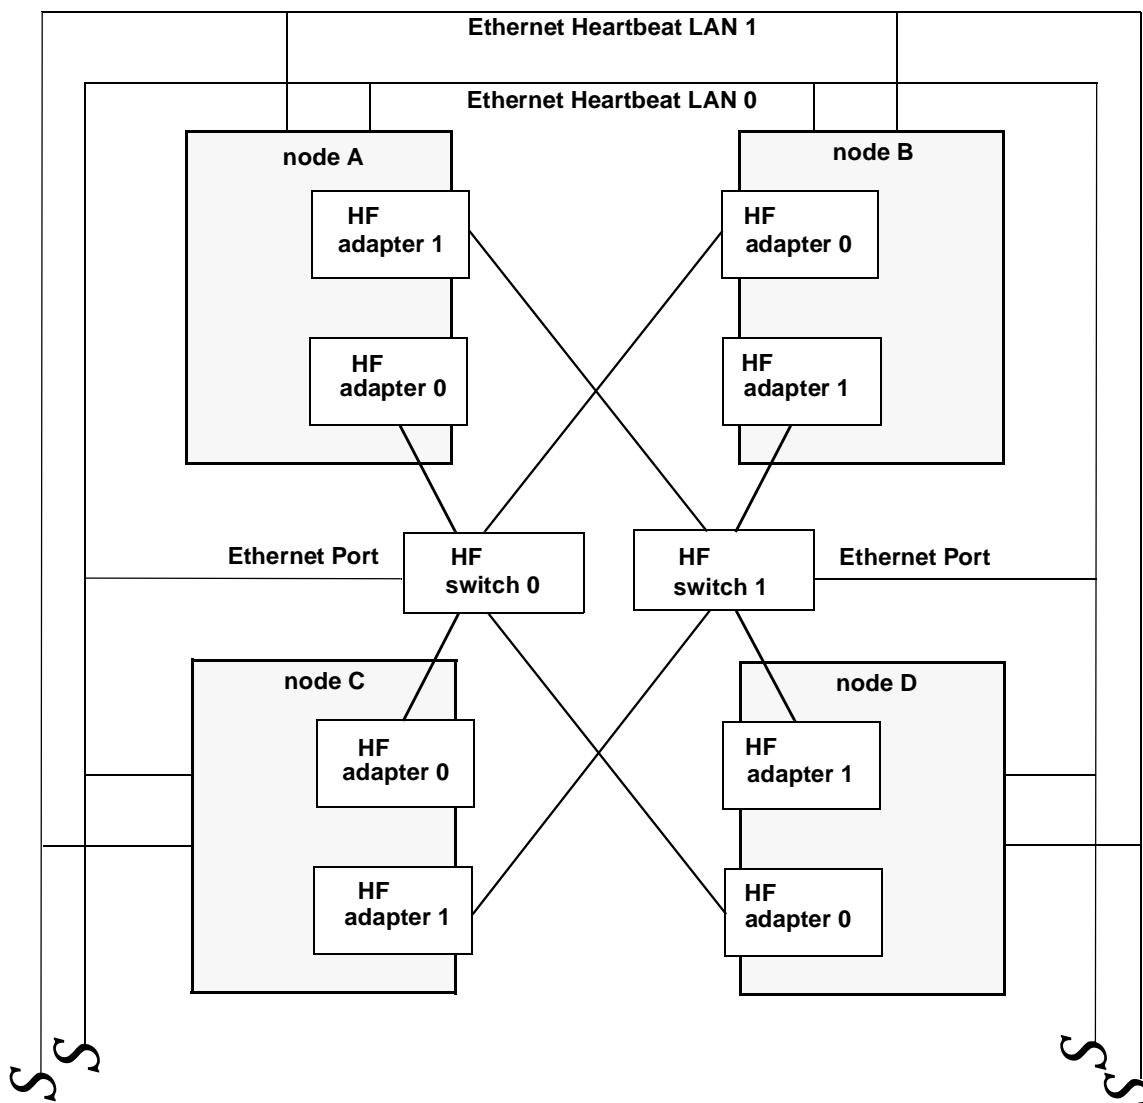 Ethernet Heartbeat LAN 1
Ethernet Heartbeat LAN 0
node A
node B
HF
adapter 1
HF
adapter 0
HF
adapter 0
HF
adapter 1
Ethernet Port
HF
switch 0
HF
switch 1
Ethernet Port
node C
node D
HF
adapter 0
HF
adapter 1
HF
adapter 1
HF
adapter 0
S
S
S
S